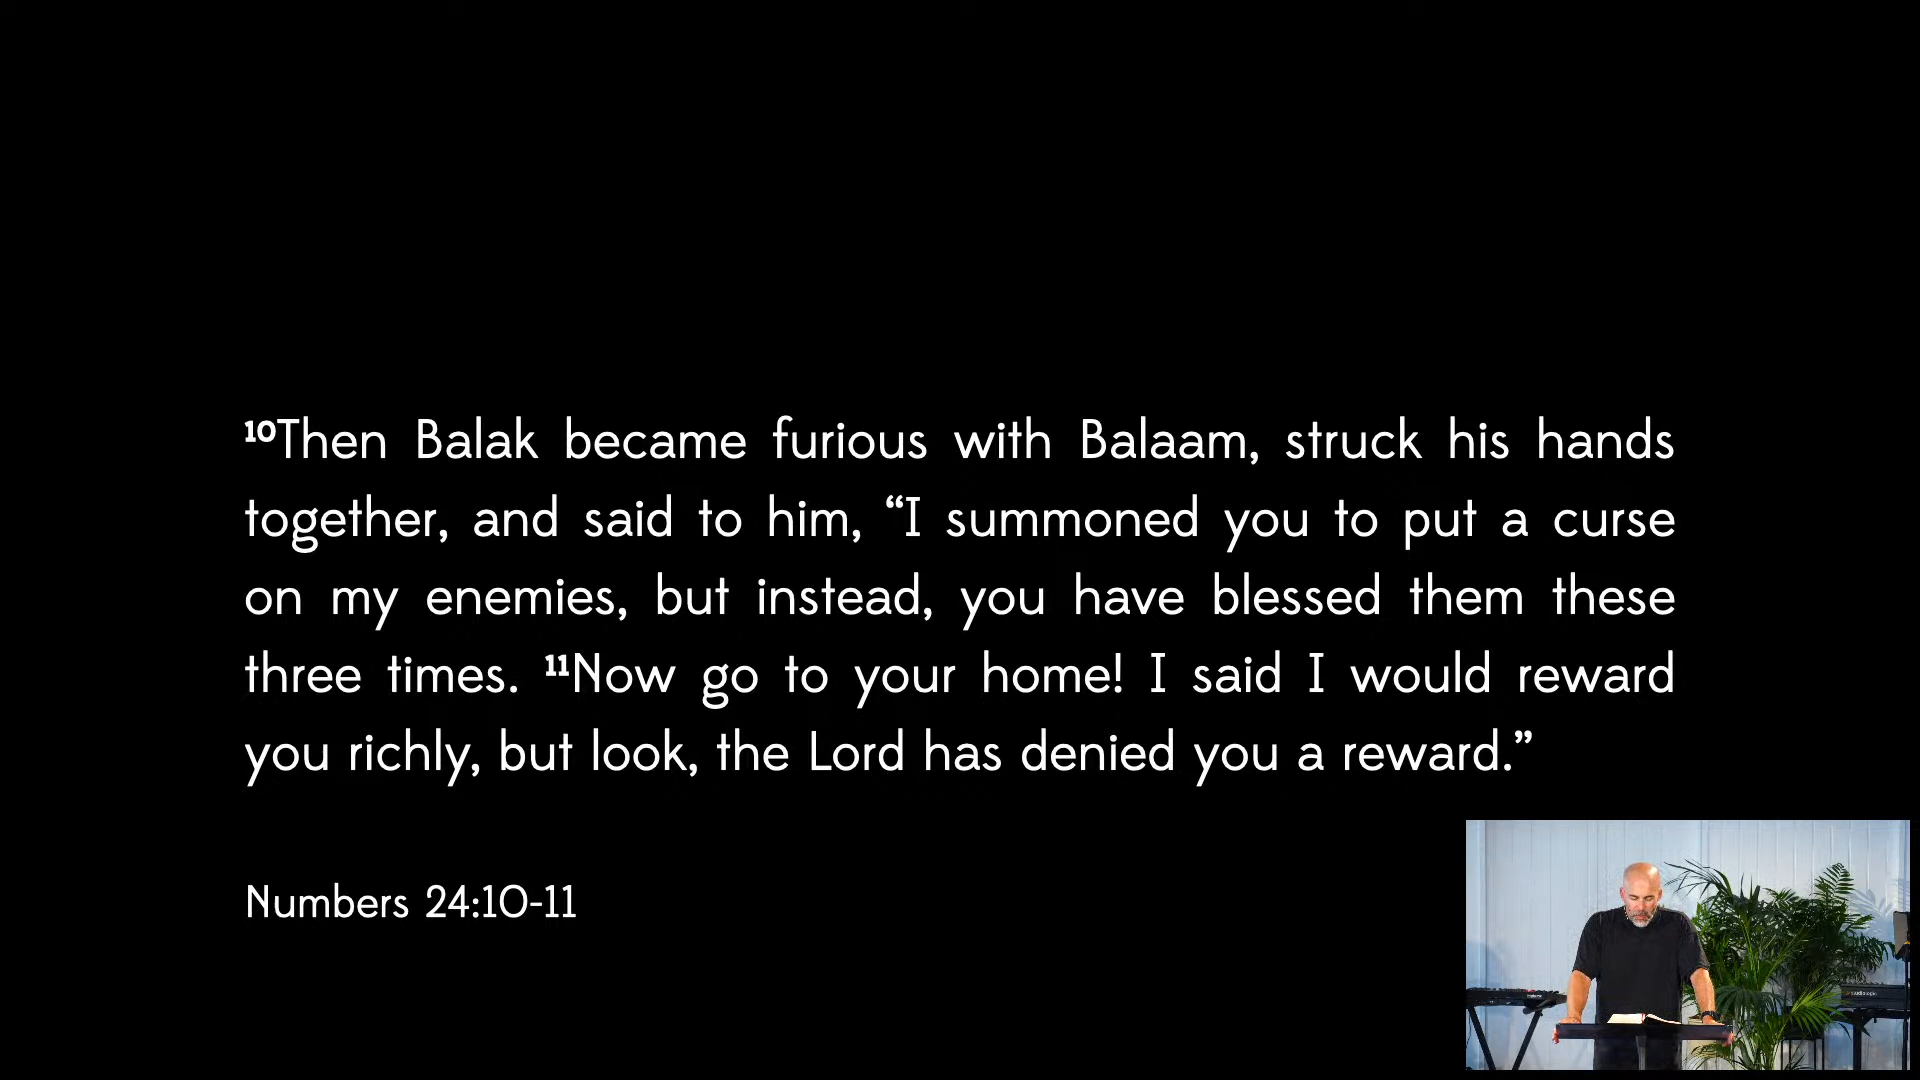 ¹⁰Then Balak became furious with Balaam, struck his hands
together, and said to him, “I summoned you to put a curse
on my enemies, but instead, you have blessed them these
three times. ¹¹Now go to your home! I said I would reward
you richly, but look, the Lord has denied you a reward.”
Numbers 24:10-11